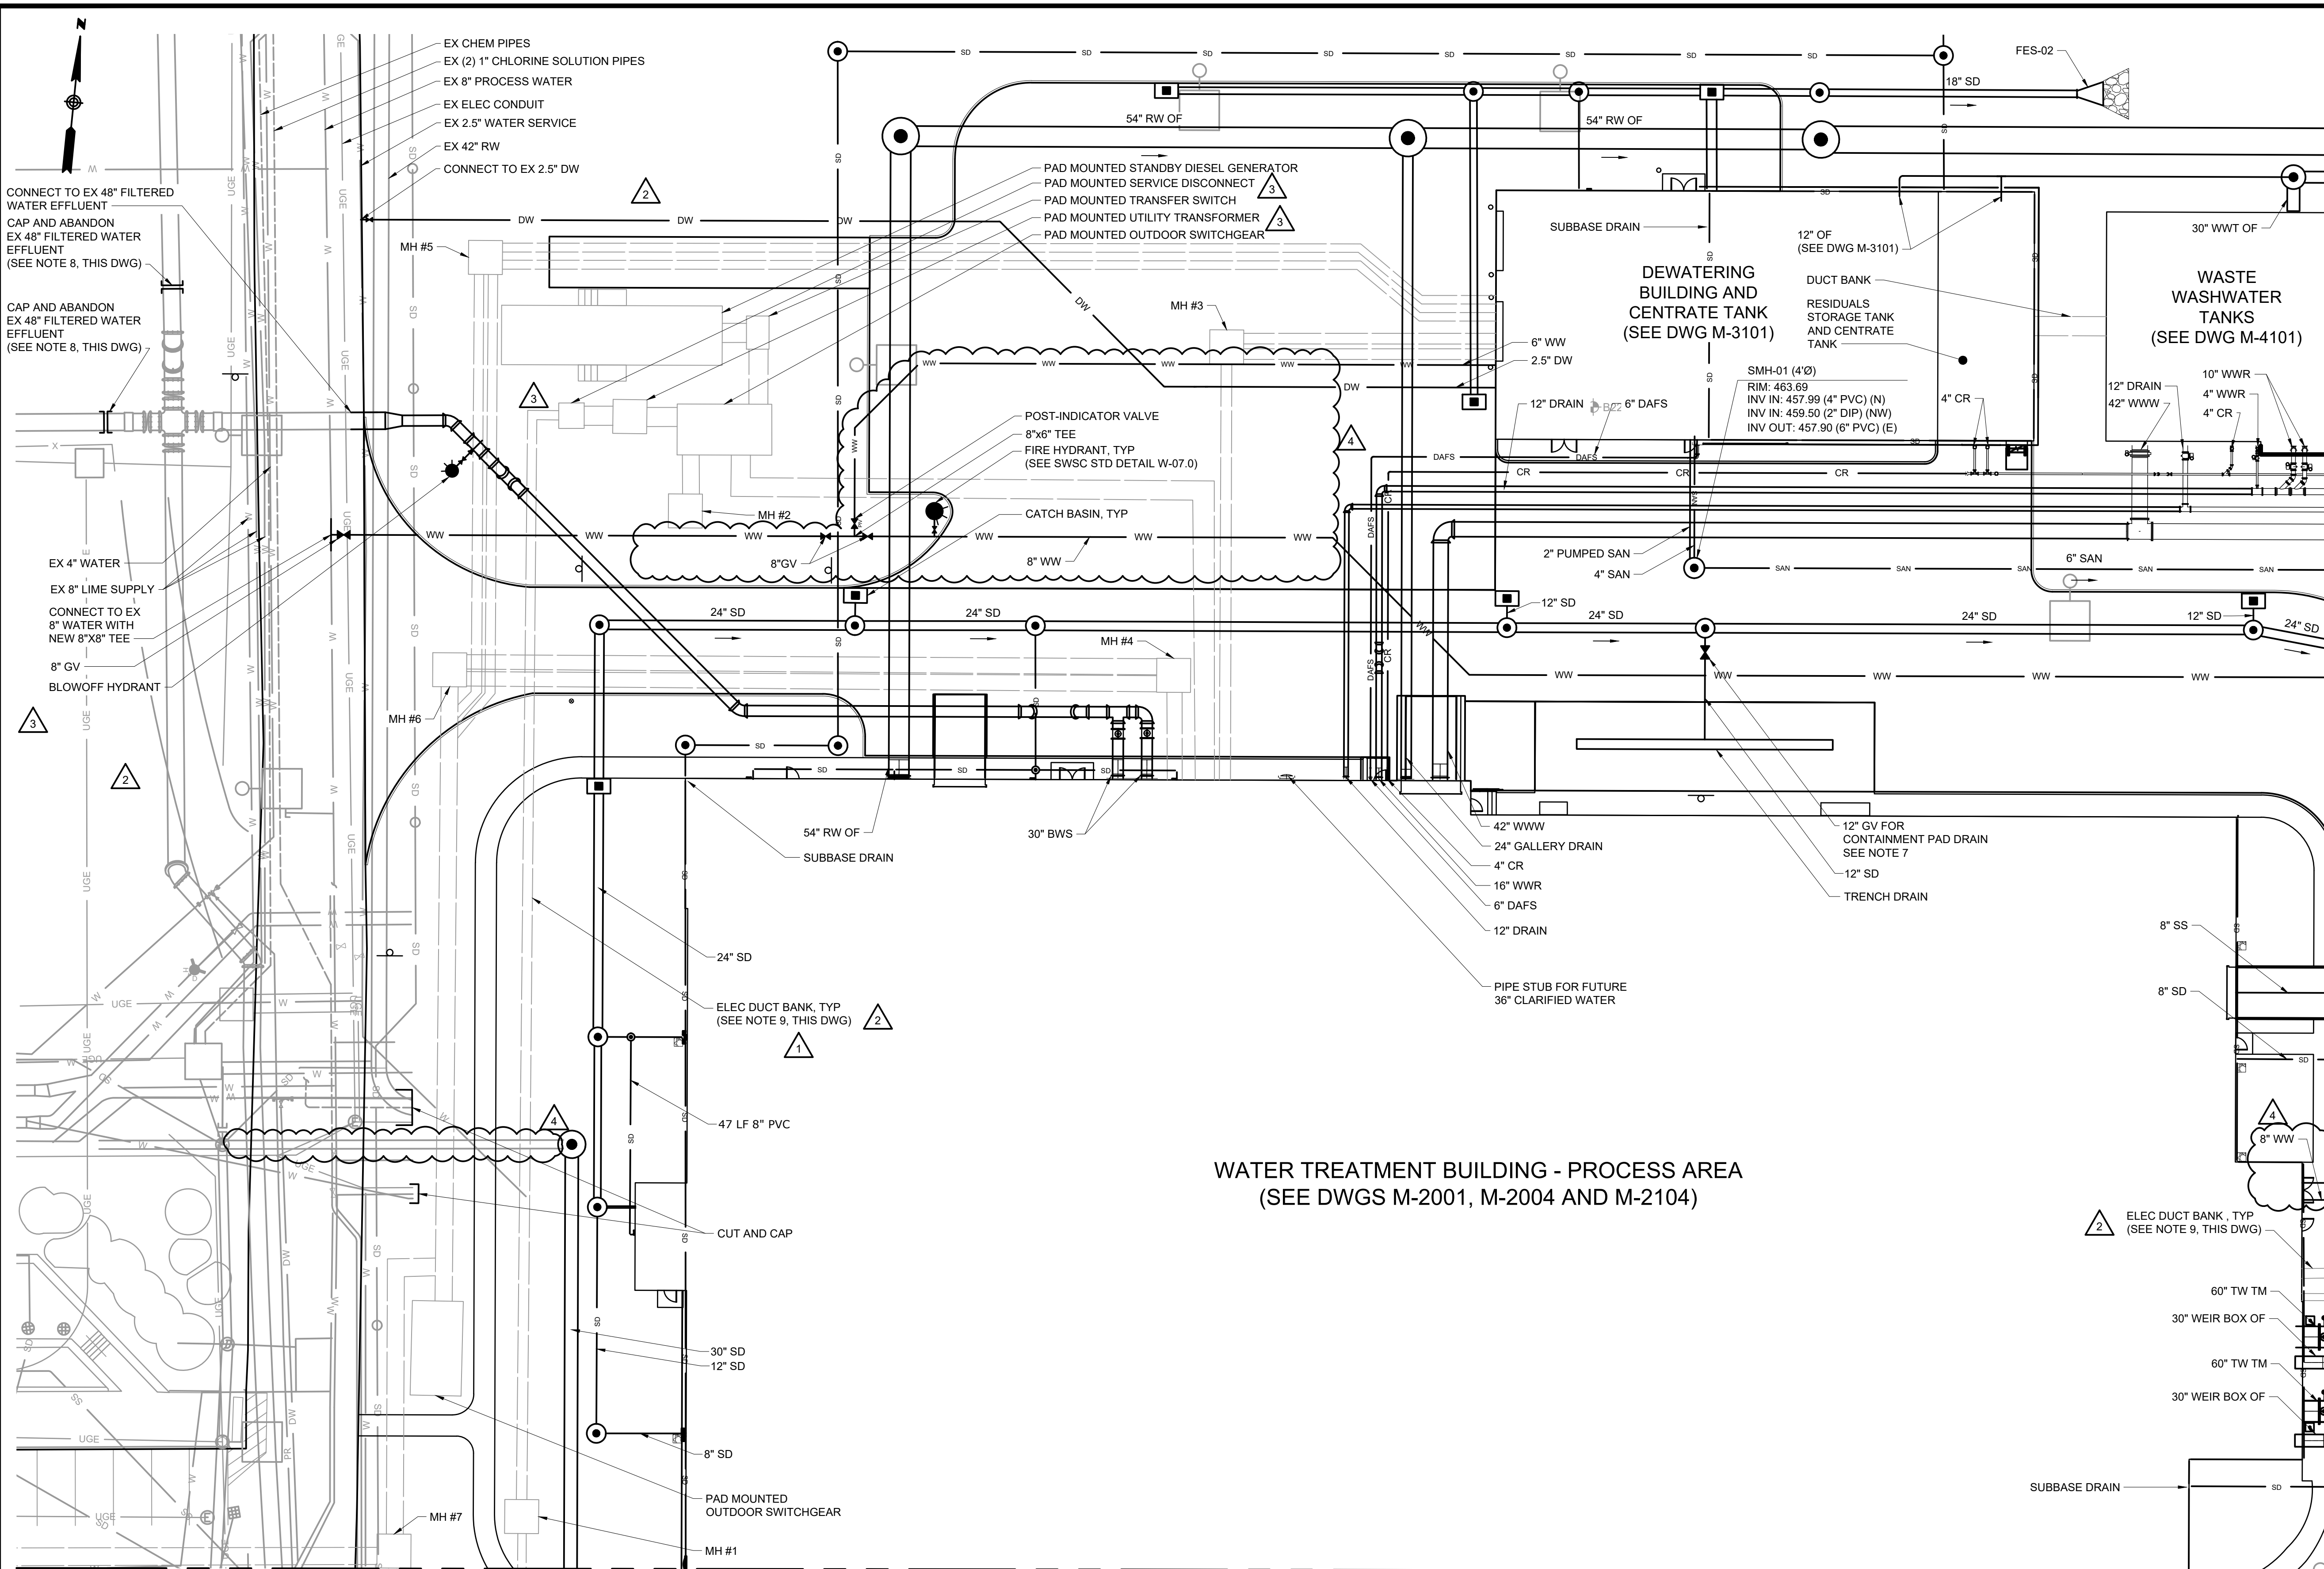 N
EX CHEM PIPES
EX (2) 1" CHLORINE SOLUTION PIPES
EX 8" PROCESS WATER
EX ELEC CONDUIT
EX 2.5" WATER SERVICE
EX 42" RW
CONNECT TO EX 2.5" DW
CONNECT TO EX 48" FILTERED
WATER EFFLUENT
CAP AND ABANDON
EX 48" FILTERED WATER
EFFLUENT
(SEE NOTE 8, THIS DWG)
CAP AND ABANDON
EX 48" FILTERED WATER
EFFLUENT
(SEE NOTE 8, THIS DWG)
EX 4" WATER
EX 8" LIME SUPPLY
CONNECT TO EX
8" WATER WITH
NEW 8"X8" TEE
8" GV
BLOWOFF HYDRANT
3
2
2
PAD MOUNTED STANDBY DIESEL GENERATOR
PAD MOUNTED SERVICE DISCONNECT
3
PAD MOUNTED TRANSFER SWITCH
PAD MOUNTED UTILITY TRANSFORMER
3
PAD MOUNTED OUTDOOR SWITCHGEAR
MH #5
MH #3
3
POST-INDICATOR VALVE
8"x6" TEE
FIRE HYDRANT, TYP
(SEE SWSC STD DETAIL W-07.0)
CATCH BASIN, TYP
MH #2
8"GV
8" WW
4
24" SD
24" SD
MH #4
MH #6
54" RW OF
54" RW OF
18" SD
FES-02
SUBBASE DRAIN
DEWATERING
BUILDING AND
CENTRATE TANK
(SEE DWG M-3101)
12" OF
(SEE DWG M-3101)
DUCT BANK
RESIDUALS
STORAGE TANK
AND CENTRATE
TANK
30" WWT OF
WASTE
WASHWATER
TANKS
(SEE DWG M-4101)
6" WW
2.5" DW
12" DRAIN
B22
6" DAFS
SMH-01 (4'Ø)
RIM: 463.69
INV IN: 457.99 (4" PVC) (N)
INV IN: 459.50 (2" DIP) (NW)
INV OUT: 457.90 (6" PVC) (E)
4" CR
12" DRAIN
42" WWW
10" WWR
4" WWR
4" CR
2" PUMPED SAN
4" SAN
6" SAN
12" SD
24" SD
24" SD
12" SD
24" SD
54" RW OF
SUBBASE DRAIN
30" BWS
42" WWW
24" GALLERY DRAIN
4" CR
16" WWR
6" DAFS
12" DRAIN
PIPE STUB FOR FUTURE
36" CLARIFIED WATER
12" GV FOR
CONTAINMENT PAD DRAIN
SEE NOTE 7
12" SD
TRENCH DRAIN
24" SD
ELEC DUCT BANK, TYP
(SEE NOTE 9, THIS DWG)
2
1
47 LF 8" PVC
4
CUT AND CAP
30" SD
12" SD
8" SD
PAD MOUNTED
OUTDOOR SWITCHGEAR
MH #7
MH #1
WATER TREATMENT BUILDING - PROCESS AREA
(SEE DWGS M-2001, M-2004 AND M-2104)
8" SS
8" SD
4
8" WW
2
ELEC DUCT BANK , TYP
(SEE NOTE 9, THIS DWG)
60" TW TM
30" WEIR BOX OF
60" TW TM
30" WEIR BOX OF
SUBBASE DRAIN